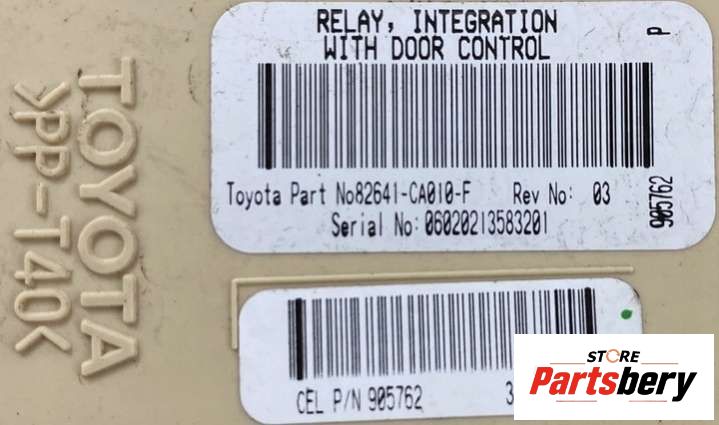 RELAY, INTEGRATION
WITH DOOR CONTROL
P
Toyota Part No82641-CA010-F Rev No: 03
Serial No: 06020213583201
905762
TOYOTA
>PP-T40<
CEL P/N 905762 3
STORE
Partsbery